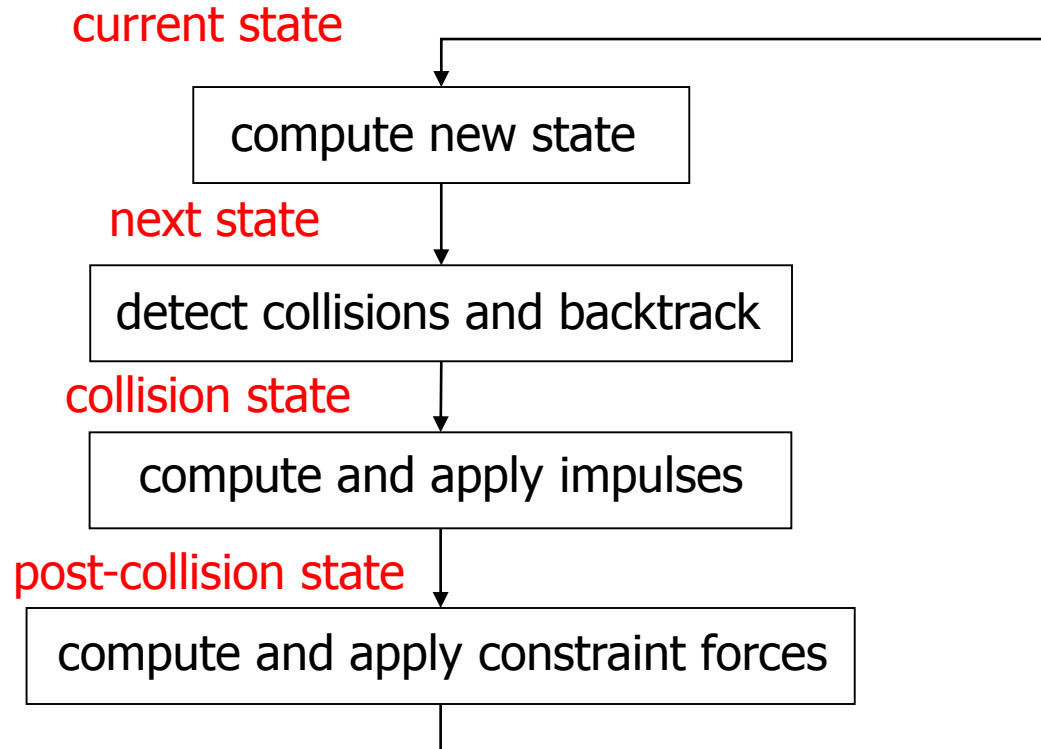 current state
compute new state
next state
detect collisions and backtrack
collision state
compute and apply impulses
post-collision state
compute and apply constraint forces